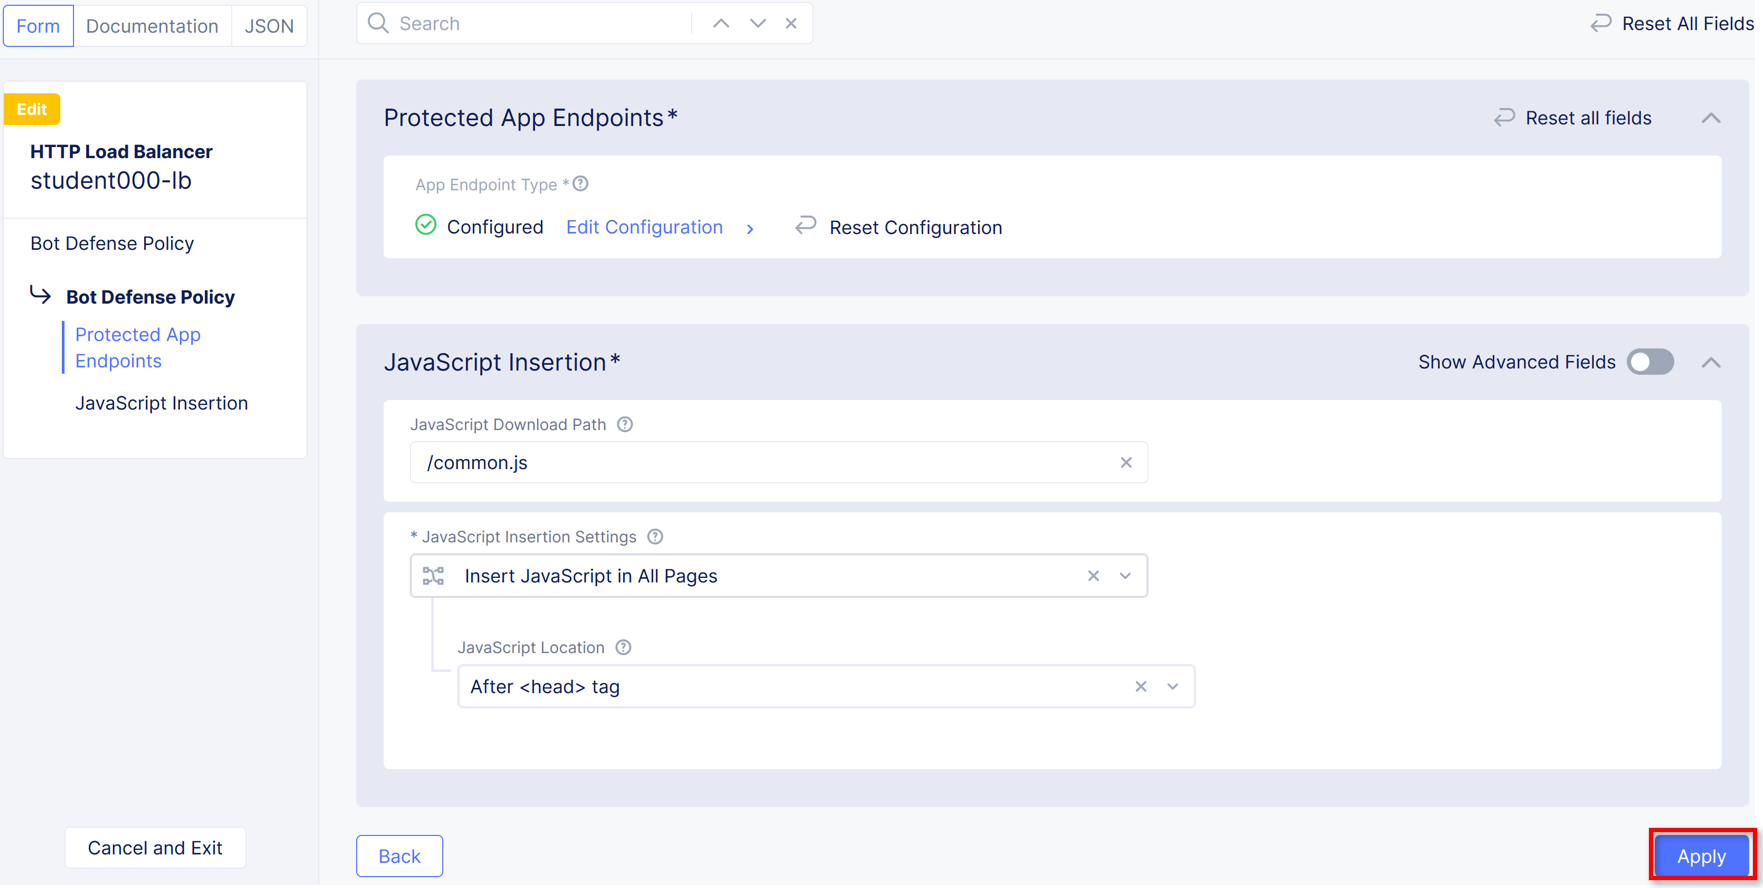 Form
Documentation
JSON
Search
Reset All Fields
Edit
HTTP Load Balancer
student000-lb
Bot Defense Policy
Bot Defense Policy
Protected App
Endpoints
JavaScript Insertion
Cancel and Exit
Protected App Endpoints*
Reset all fields
App Endpoint Type *
Configured
Edit Configuration
Reset Configuration
JavaScript Insertion*
Show Advanced Fields
JavaScript Download Path
/common.js
* JavaScript Insertion Settings
Insert JavaScript in All Pages
JavaScript Location
After <head> tag
Back
Apply